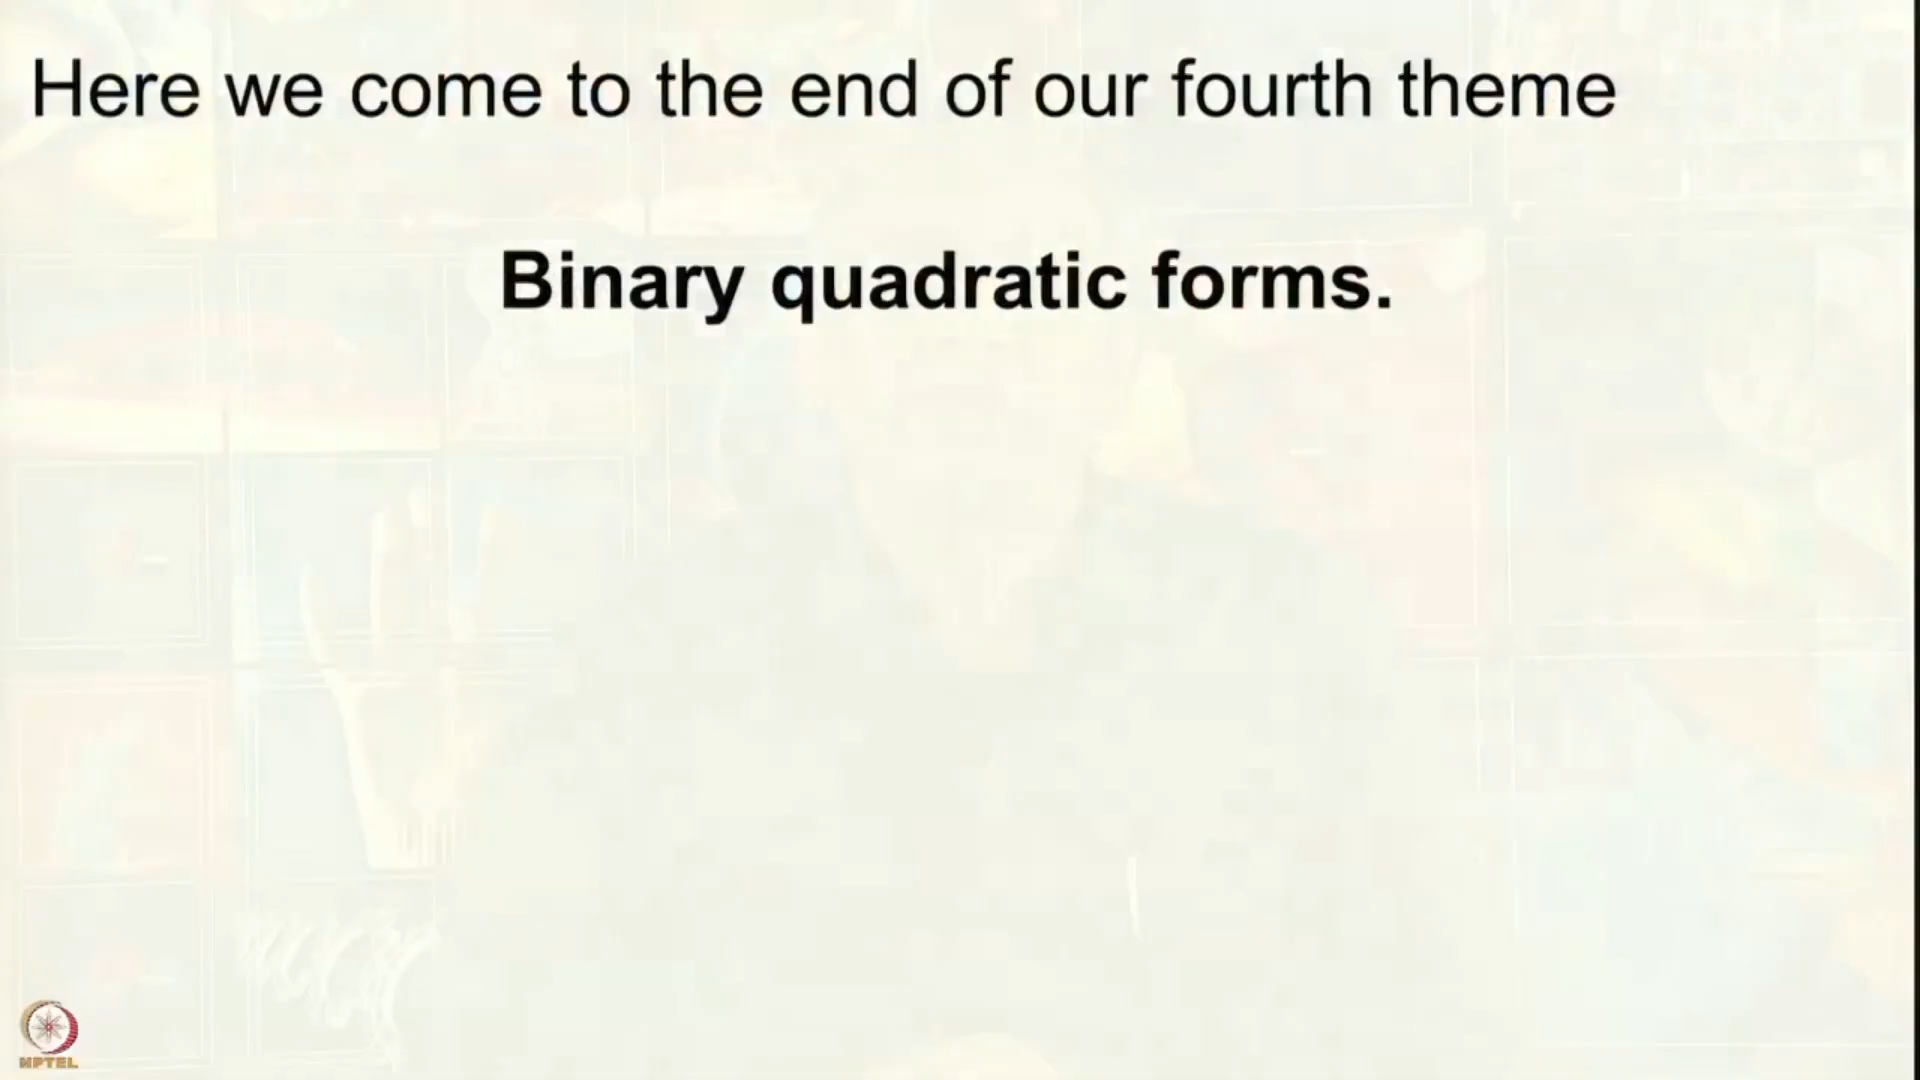 Here we come to the end of our fourth theme
Binary quadratic forms.
NPTEL